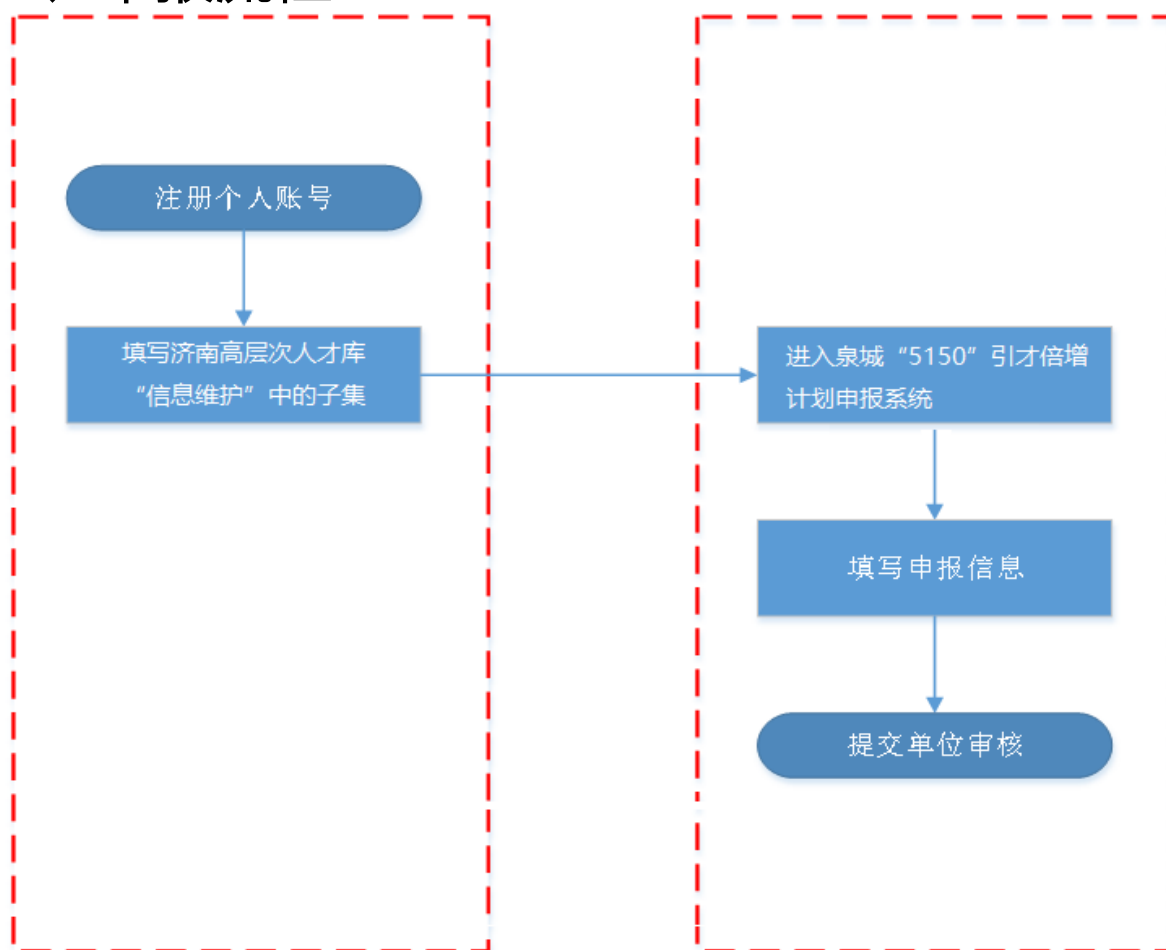 注册个人账号
填写济南高层次人才库
“信息维护”中的子集
进入泉城“5150”引才倍增
计划申报系统
填写申报信息
提交单位审核